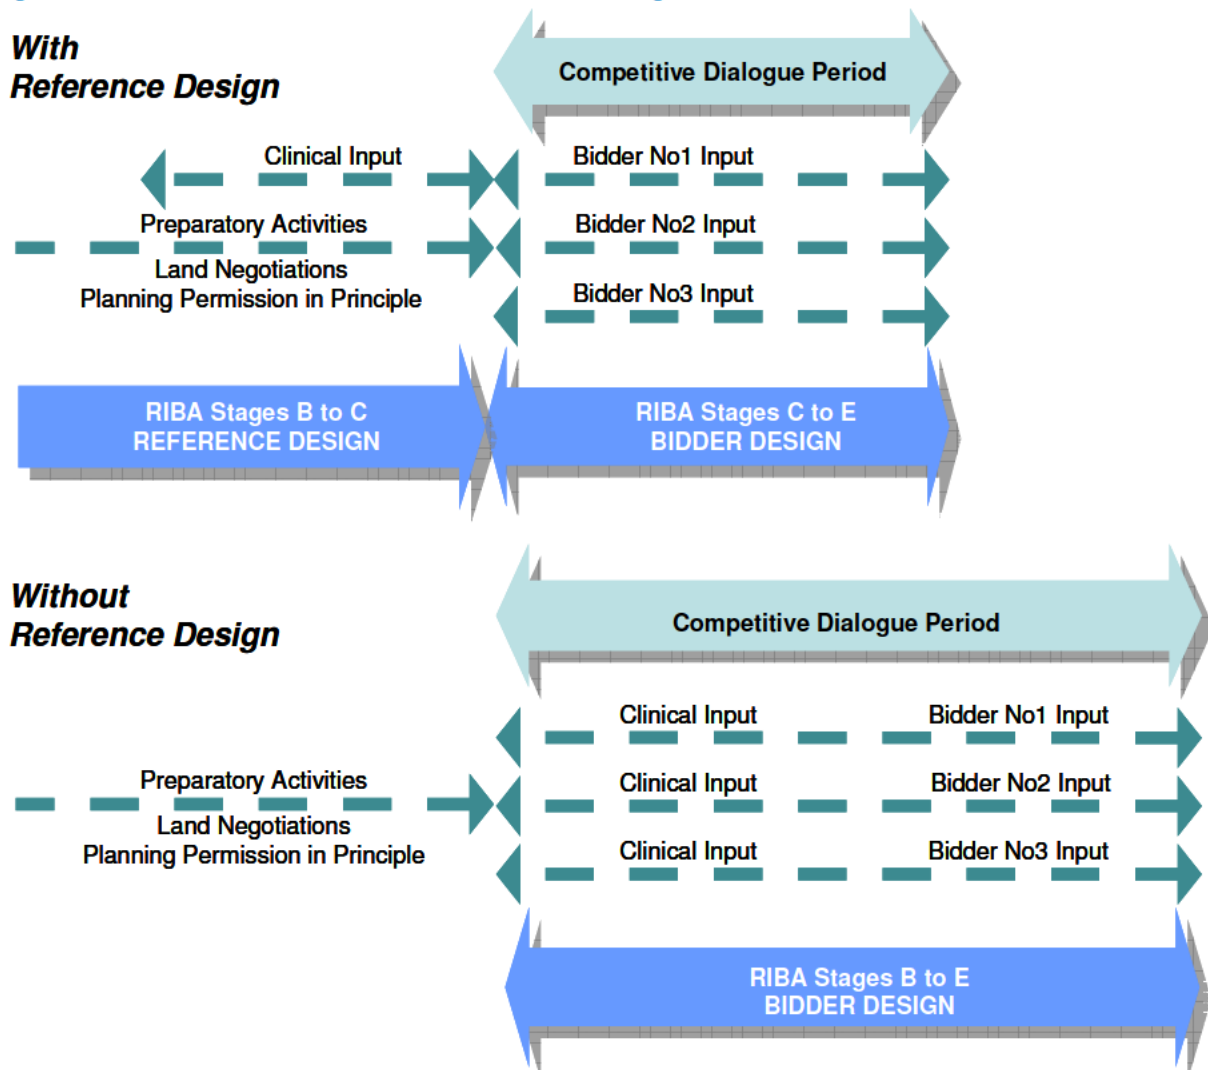 With
Reference Design
Competitive Dialogue Period
Clinical Input
Bidder No1 Input
Preparatory Activities
Bidder No2 Input
Land Negotiations
Planning Permission in Principle
Bidder No3 Input
RIBA Stages B to C
REFERENCE DESIGN
RIBA Stages C to E
BIDDER DESIGN
Without
Reference Design
Competitive Dialogue Period
Clinical Input
Bidder No1 Input
Preparatory Activities
Clinical Input
Bidder No2 Input
Land Negotiations
Planning Permission in Principle
Clinical Input
Bidder No3 Input
RIBA Stages B to E
BIDDER DESIGN